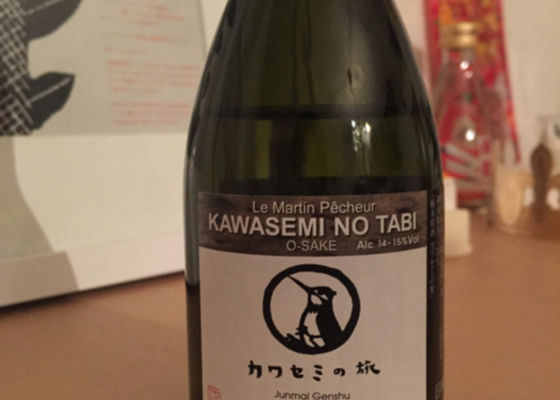 Le Martin Pêcheur
KAWASEMI NO TABI
O-SAKE Alc 14-15%Vol
カワセミの旅
Junmai Genshu